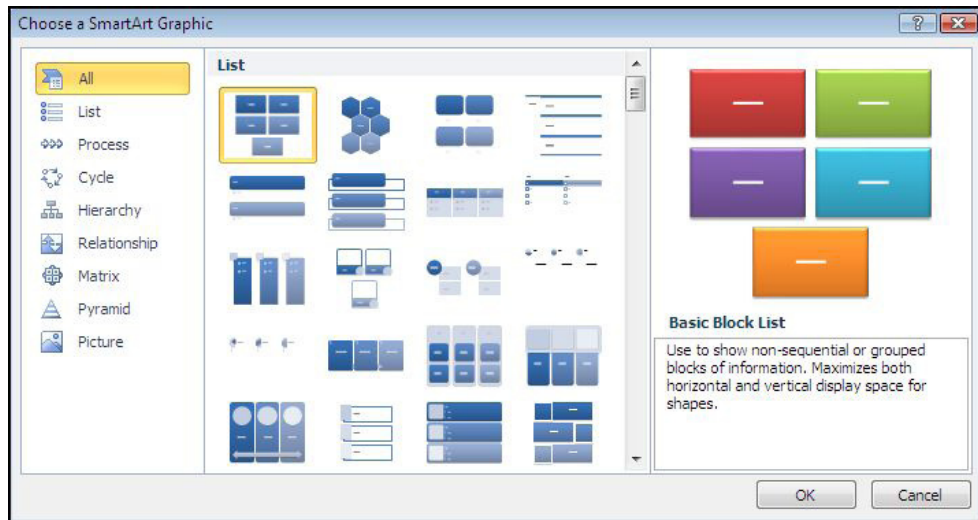 Choose a SmartArt Graphic
All
List
Process
Cycle
Hierarchy
Relationship
Matrix
Pyramid
Picture
List
Basic Block List
Use to show non-sequential or grouped
blocks of information. Maximizes both
horizontal and vertical display space for
shapes.
OK
Cancel